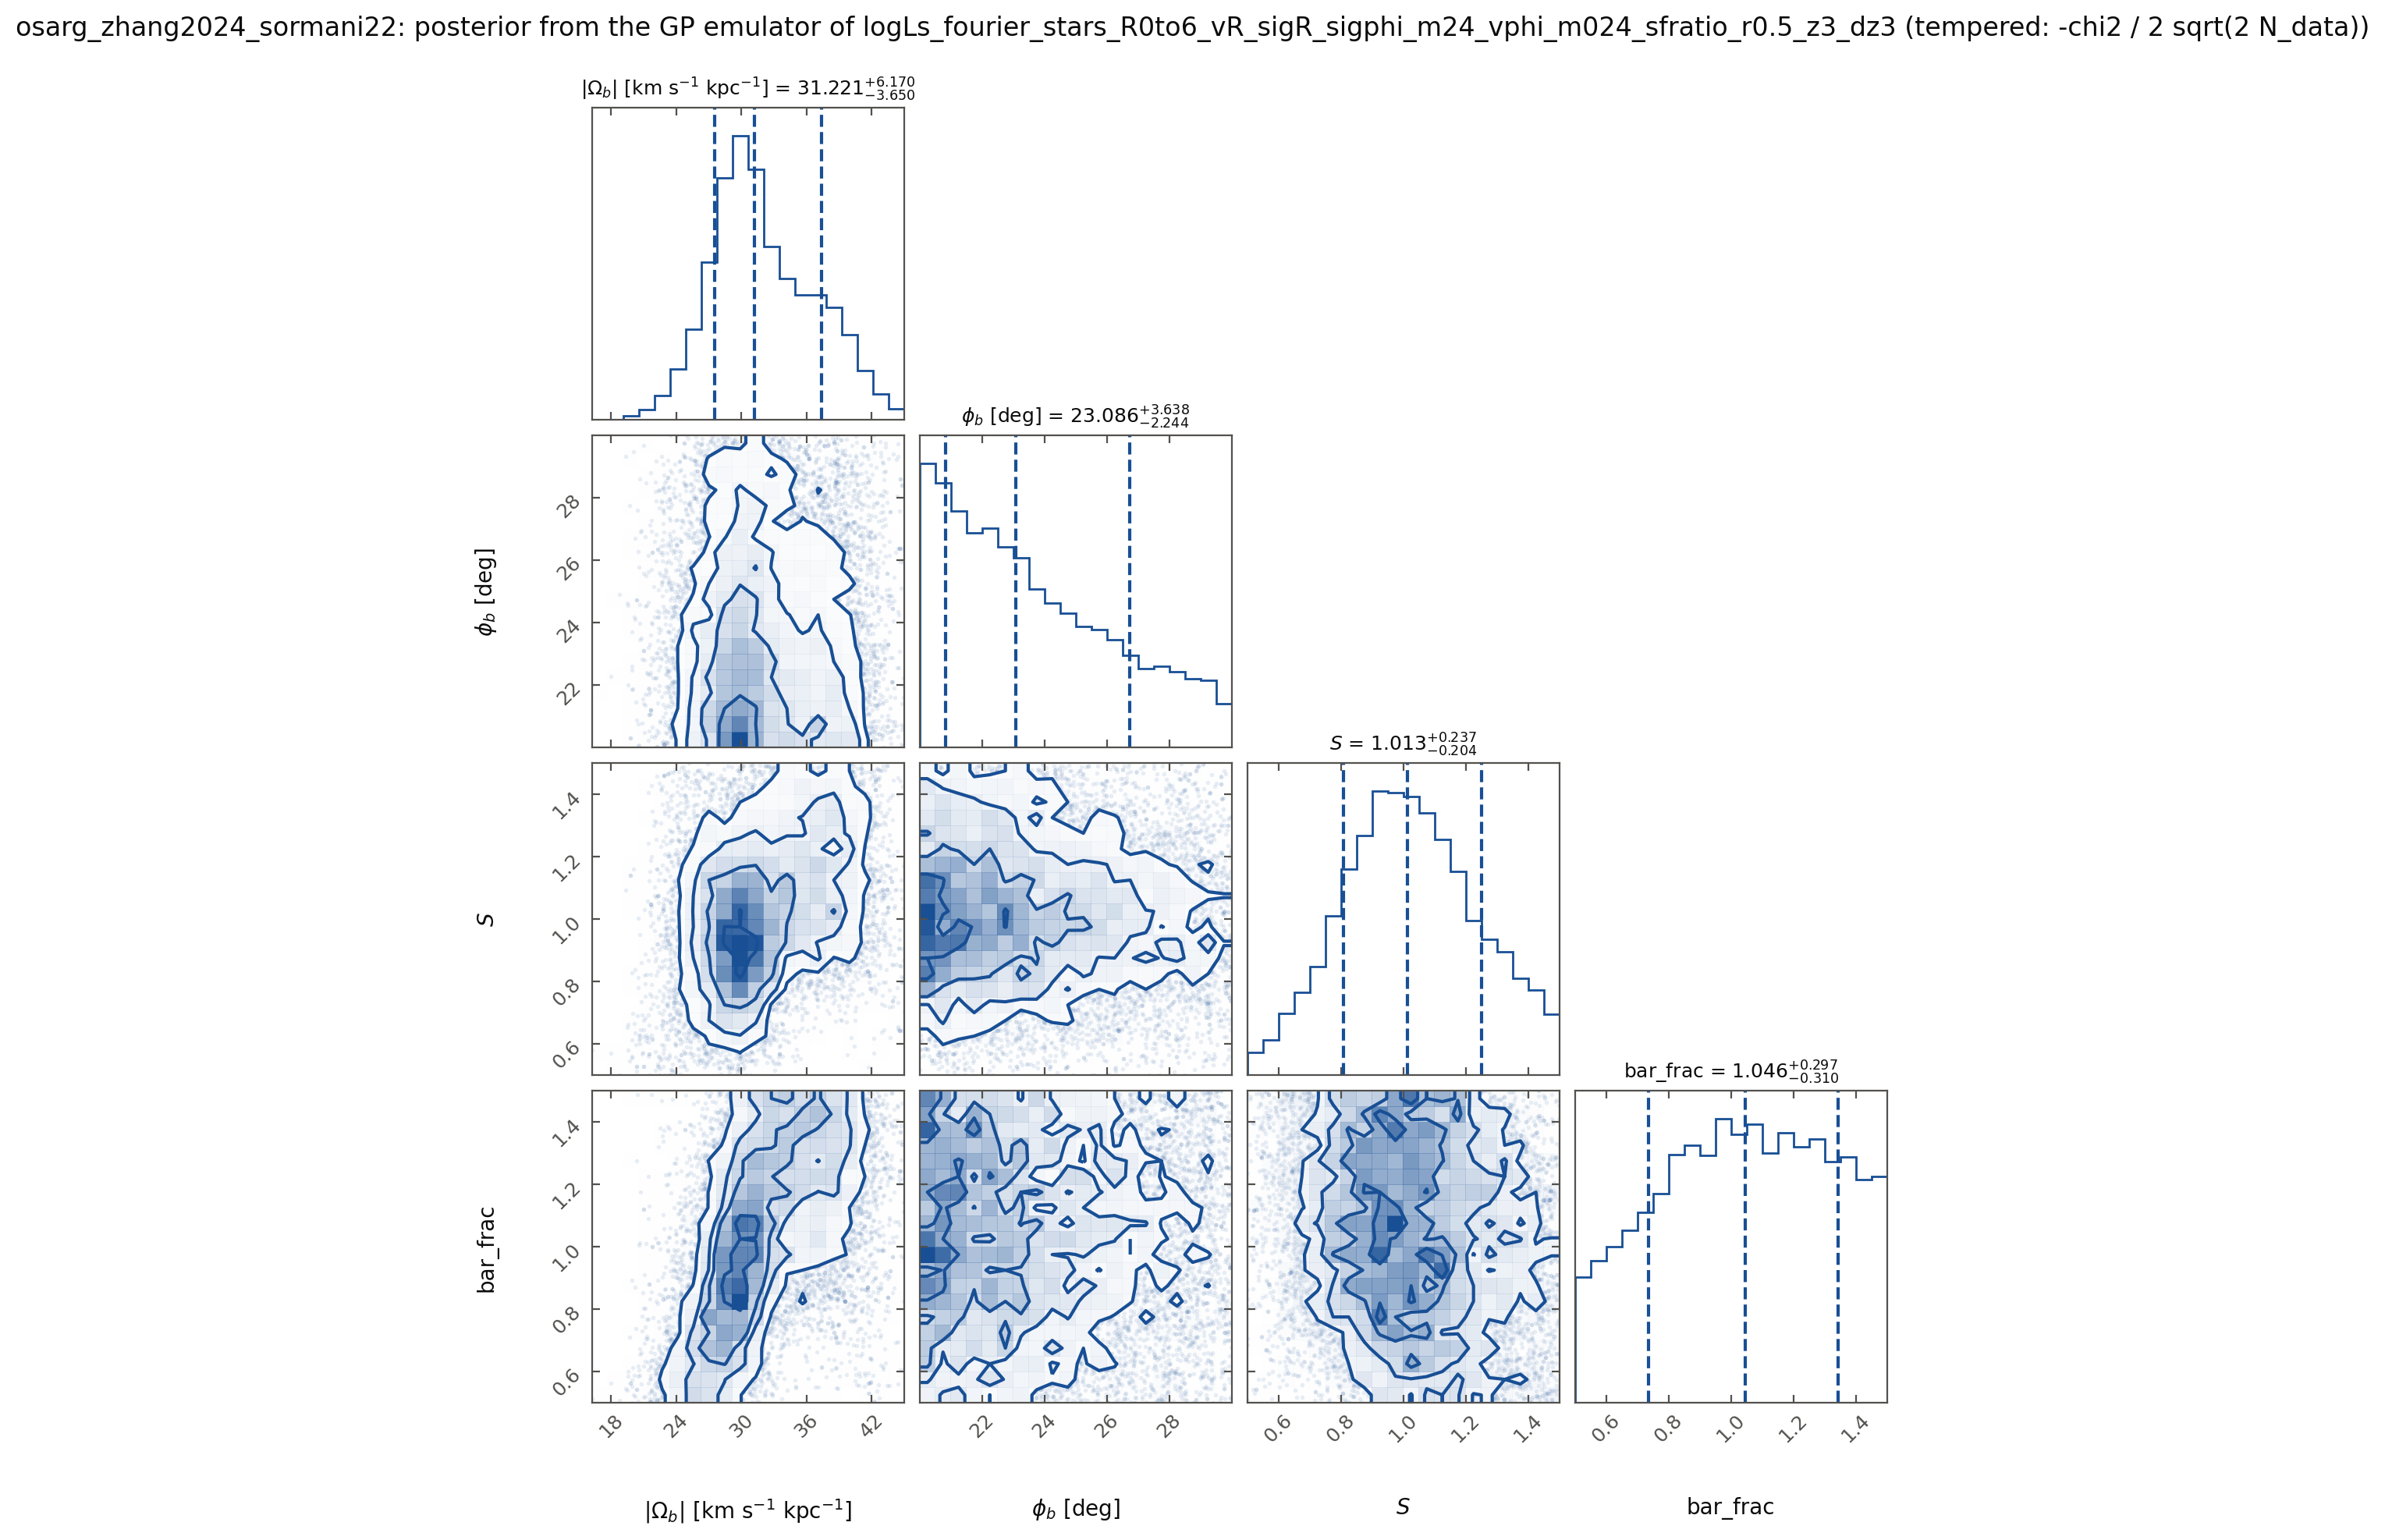 osarg_zhang2024_sormani22: posterior from the GP emulator of logLs_fourier_stars_R0to6_vR_sigR_sigphi_m24_vphi_m024_sfratio_r0.5_z3_dz3 (tempered: -chi2 / 2 sqrt(2 N_data))
|Ω_b| [km s⁻¹ kpc⁻¹] = 31.221 +6.170 −3.650
ϕ_b [deg] = 23.086 +3.638 −2.244
28
26
24
22
ϕ_b [deg]
S = 1.013 +0.237 −0.204
1.4
1.2
1.0
0.8
0.6
S
bar_frac = 1.046 +0.297 −0.310
1.4
1.2
1.0
0.8
0.6
bar_frac
18 24 30 36 42
22 24 26 28
0.6 0.8 1.0 1.2 1.4
0.6 0.8 1.0 1.2 1.4
|Ω_b| [km s⁻¹ kpc⁻¹]
ϕ_b [deg]
S
bar_frac